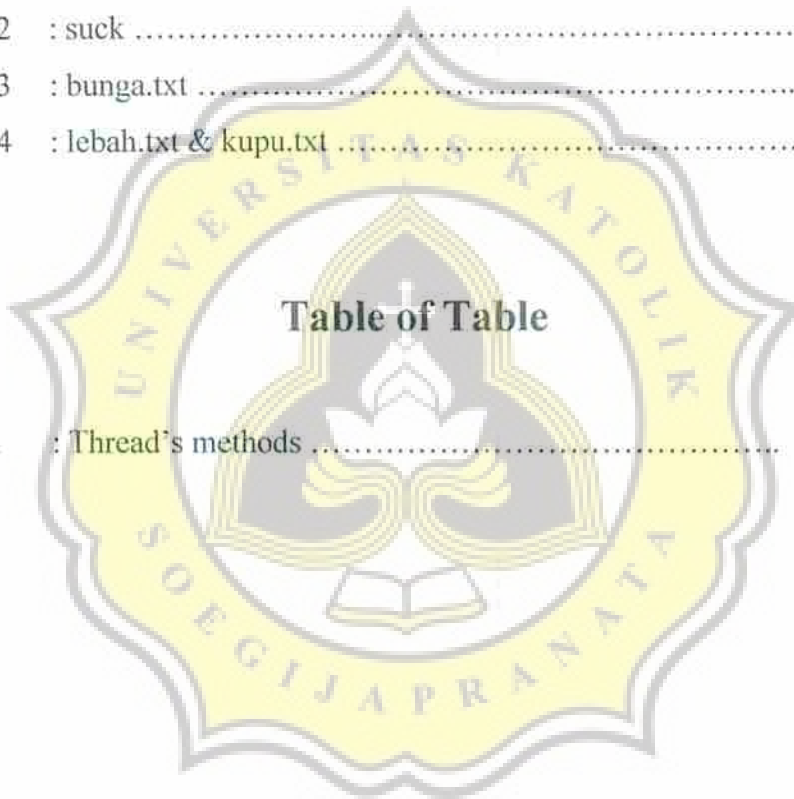 2 : suck ........................................................
3 : bunga.txt ........................................................
4 : lebah.txt & kupu.txt ........................................................
UNIVERSITAS KATOLIK
Table of Table
: Thread's methods ........................................................
SOEGIJAPRANATA